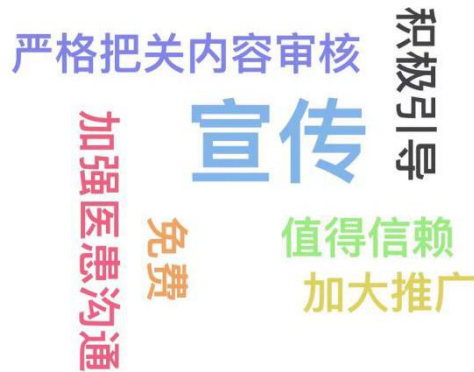 严格把关内容审核
积极引导
宣传
加强医患沟通
免费
值得信赖
加大推广